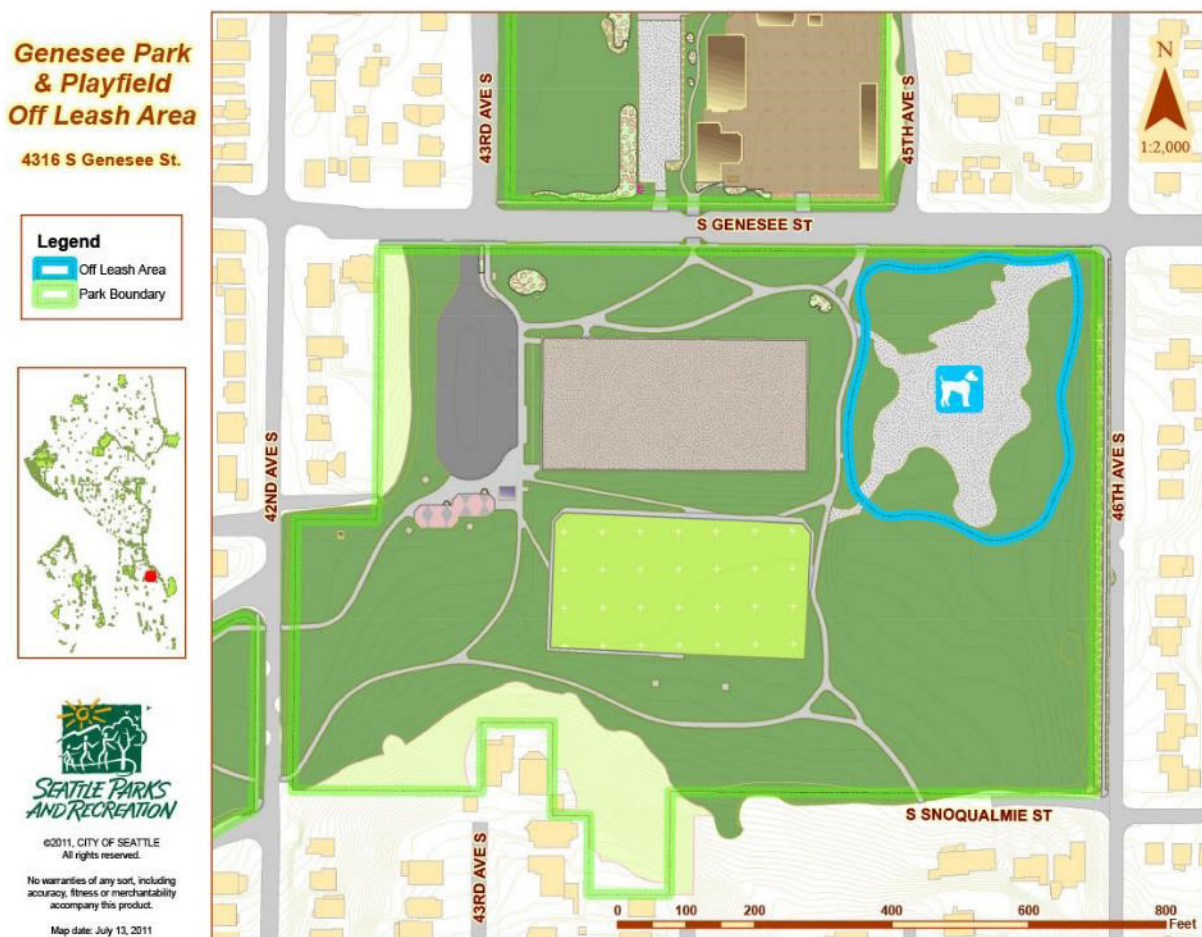 Genesee Park
& Playfield
Off Leash Area
4316 S Genesee St.
Legend
Off Leash Area
Park Boundary
SEATTLE PARKS
AND RECREATION
©2011, CITY OF SEATTLE
All rights reserved.
No warranties of any sort, including
accuracy, fitness or merchantability
accompany this product.
Map date: July 13, 2011
43RD AVE S
45TH AVE S
N
1:2,000
S GENESEE ST
42ND AVE S
46TH AVE S
S SNOQUALMIE ST
43RD AVE S
0 100 200 400 600 800
Feet